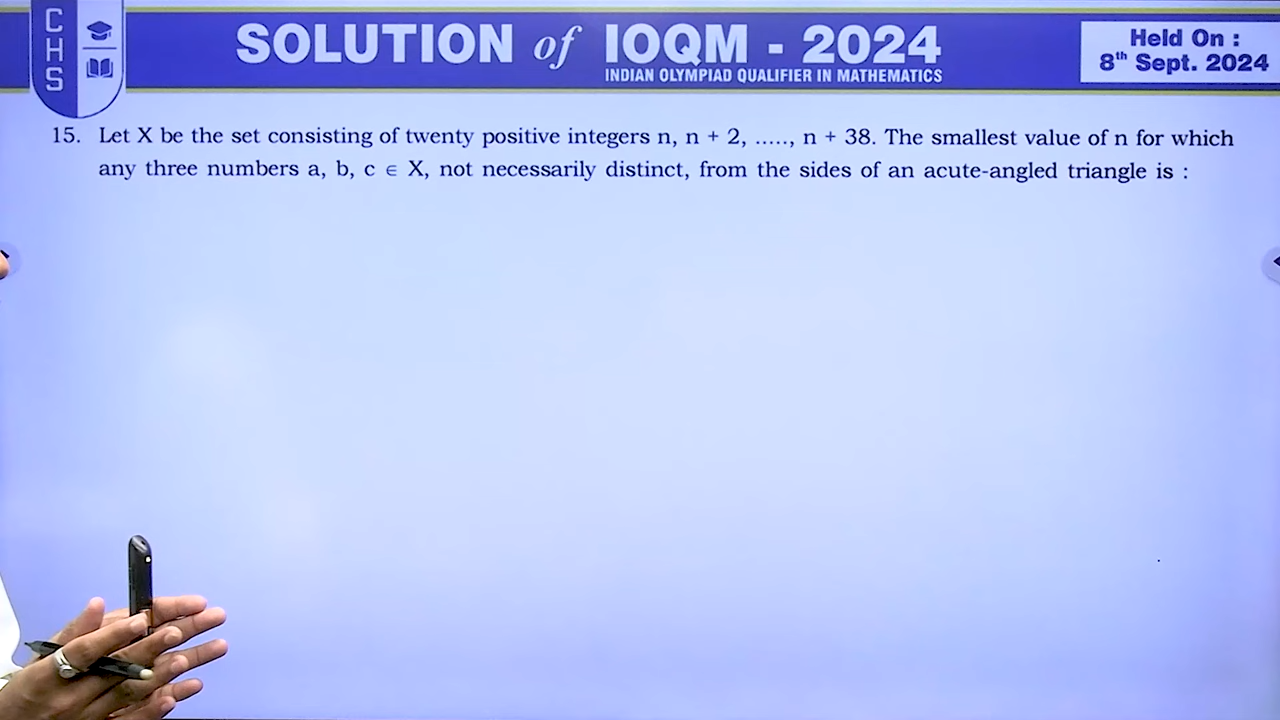 CHS
SOLUTION of IOQM - 2024
INDIAN OLYMPIAD QUALIFIER IN MATHEMATICS
Held On :
8th Sept. 2024
15. Let X be the set consisting of twenty positive integers n, n + 2, ....., n + 38. The smallest value of n for which
any three numbers a, b, c ∈ X, not necessarily distinct, from the sides of an acute-angled triangle is :